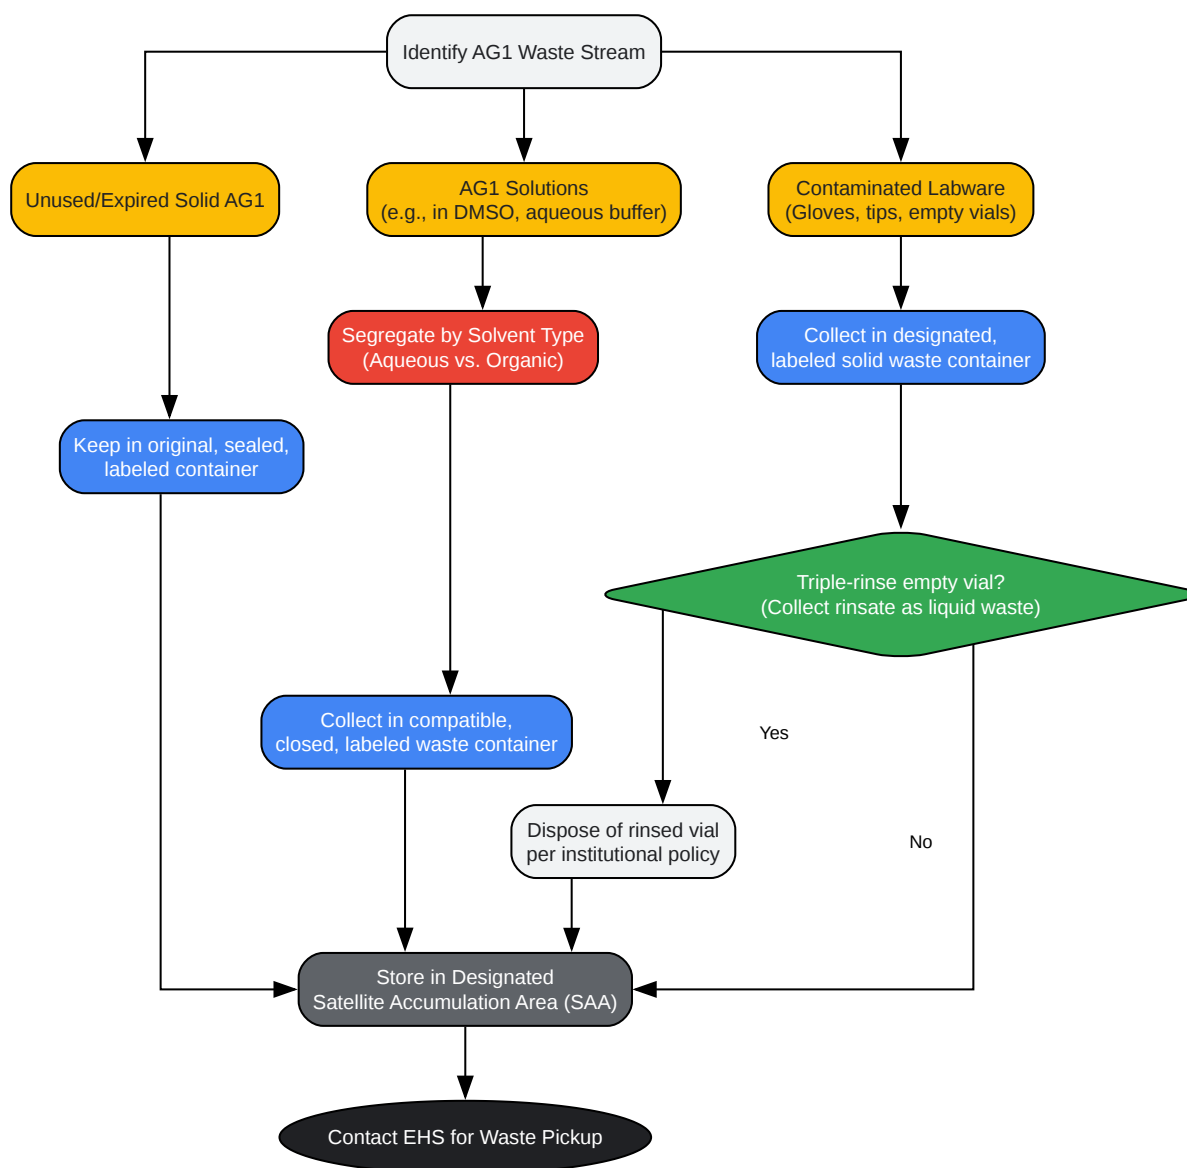 Identify AG1 Waste Stream
Unused/Expired Solid AG1
AG1 Solutions
(e.g., in DMSO, aqueous buffer)
Contaminated Labware
(Gloves, tips, empty vials)
Segregate by Solvent Type
(Aqueous vs. Organic)
Collect in designated,
labeled solid waste container
Keep in original, sealed,
labeled container
Triple-rinse empty vial?
(Collect rinsate as liquid waste)
Collect in compatible,
closed, labeled waste container
Yes
Dispose of rinsed vial
per institutional policy
No
Store in Designated
Satellite Accumulation Area (SAA)
Contact EHS for Waste Pickup